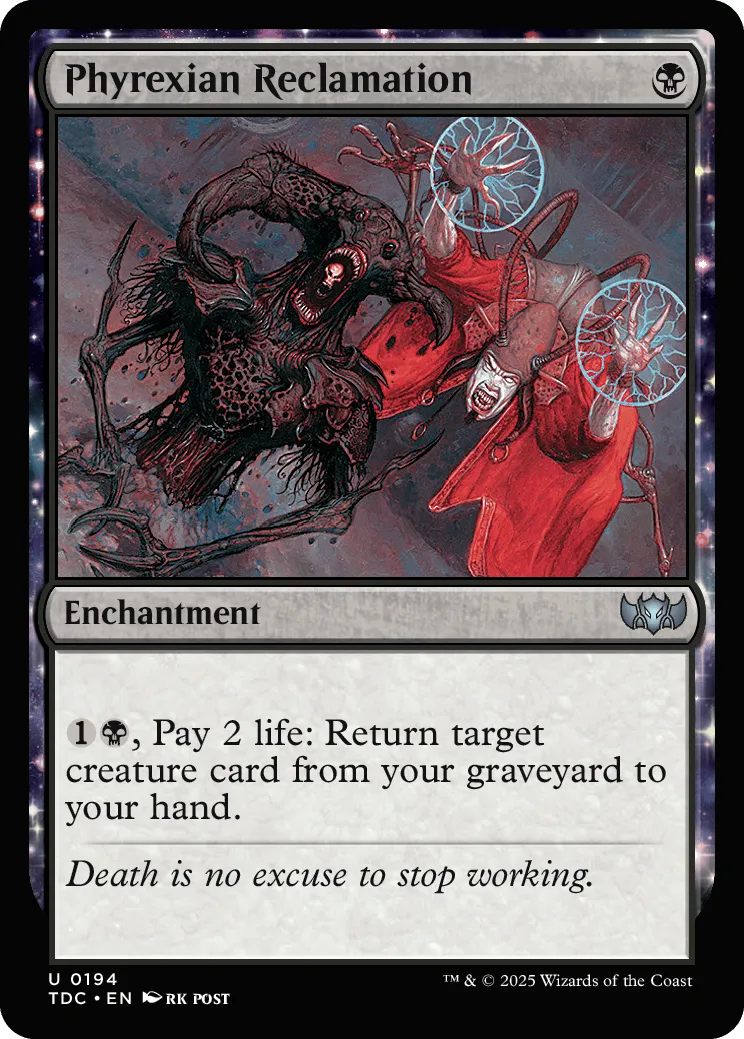 Phyrexian Reclamation
Enchantment
1, Pay 2 life: Return target
creature card from your graveyard to
your hand.
Death is no excuse to stop working.
U 0194
TDC • EN RK POST
™ & © 2025 Wizards of the Coast